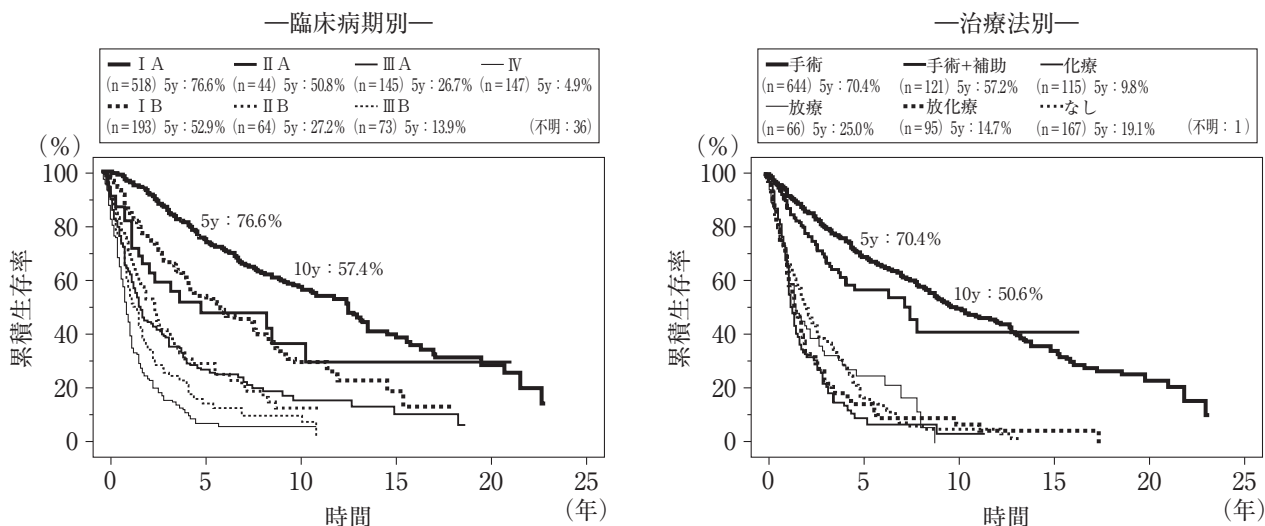 ―臨床病期別―
ⅠA ⅡA ⅢA Ⅳ
(n=518) 5y:76.6% (n=44) 5y:50.8% (n=145) 5y:26.7% (n=147) 5y:4.9%
ⅠB ⅡB ⅢB
(n=193) 5y:52.9% (n=64) 5y:27.2% (n=73) 5y:13.9% (不明:36)
(%)
100
80
60
40
20
0
累積生存率
5y:76.6%
10y:57.4%
0 5 10 15 20 25
(年)
時間
―治療法別―
手術 手術+補助 化療
(n=644) 5y:70.4% (n=121) 5y:57.2% (n=115) 5y:9.8%
放療 放化療 なし
(n=66) 5y:25.0% (n=95) 5y:14.7% (n=167) 5y:19.1% (不明:1)
(%)
100
80
60
40
20
0
累積生存率
5y:70.4%
10y:50.6%
0 5 10 15 20 25
(年)
時間